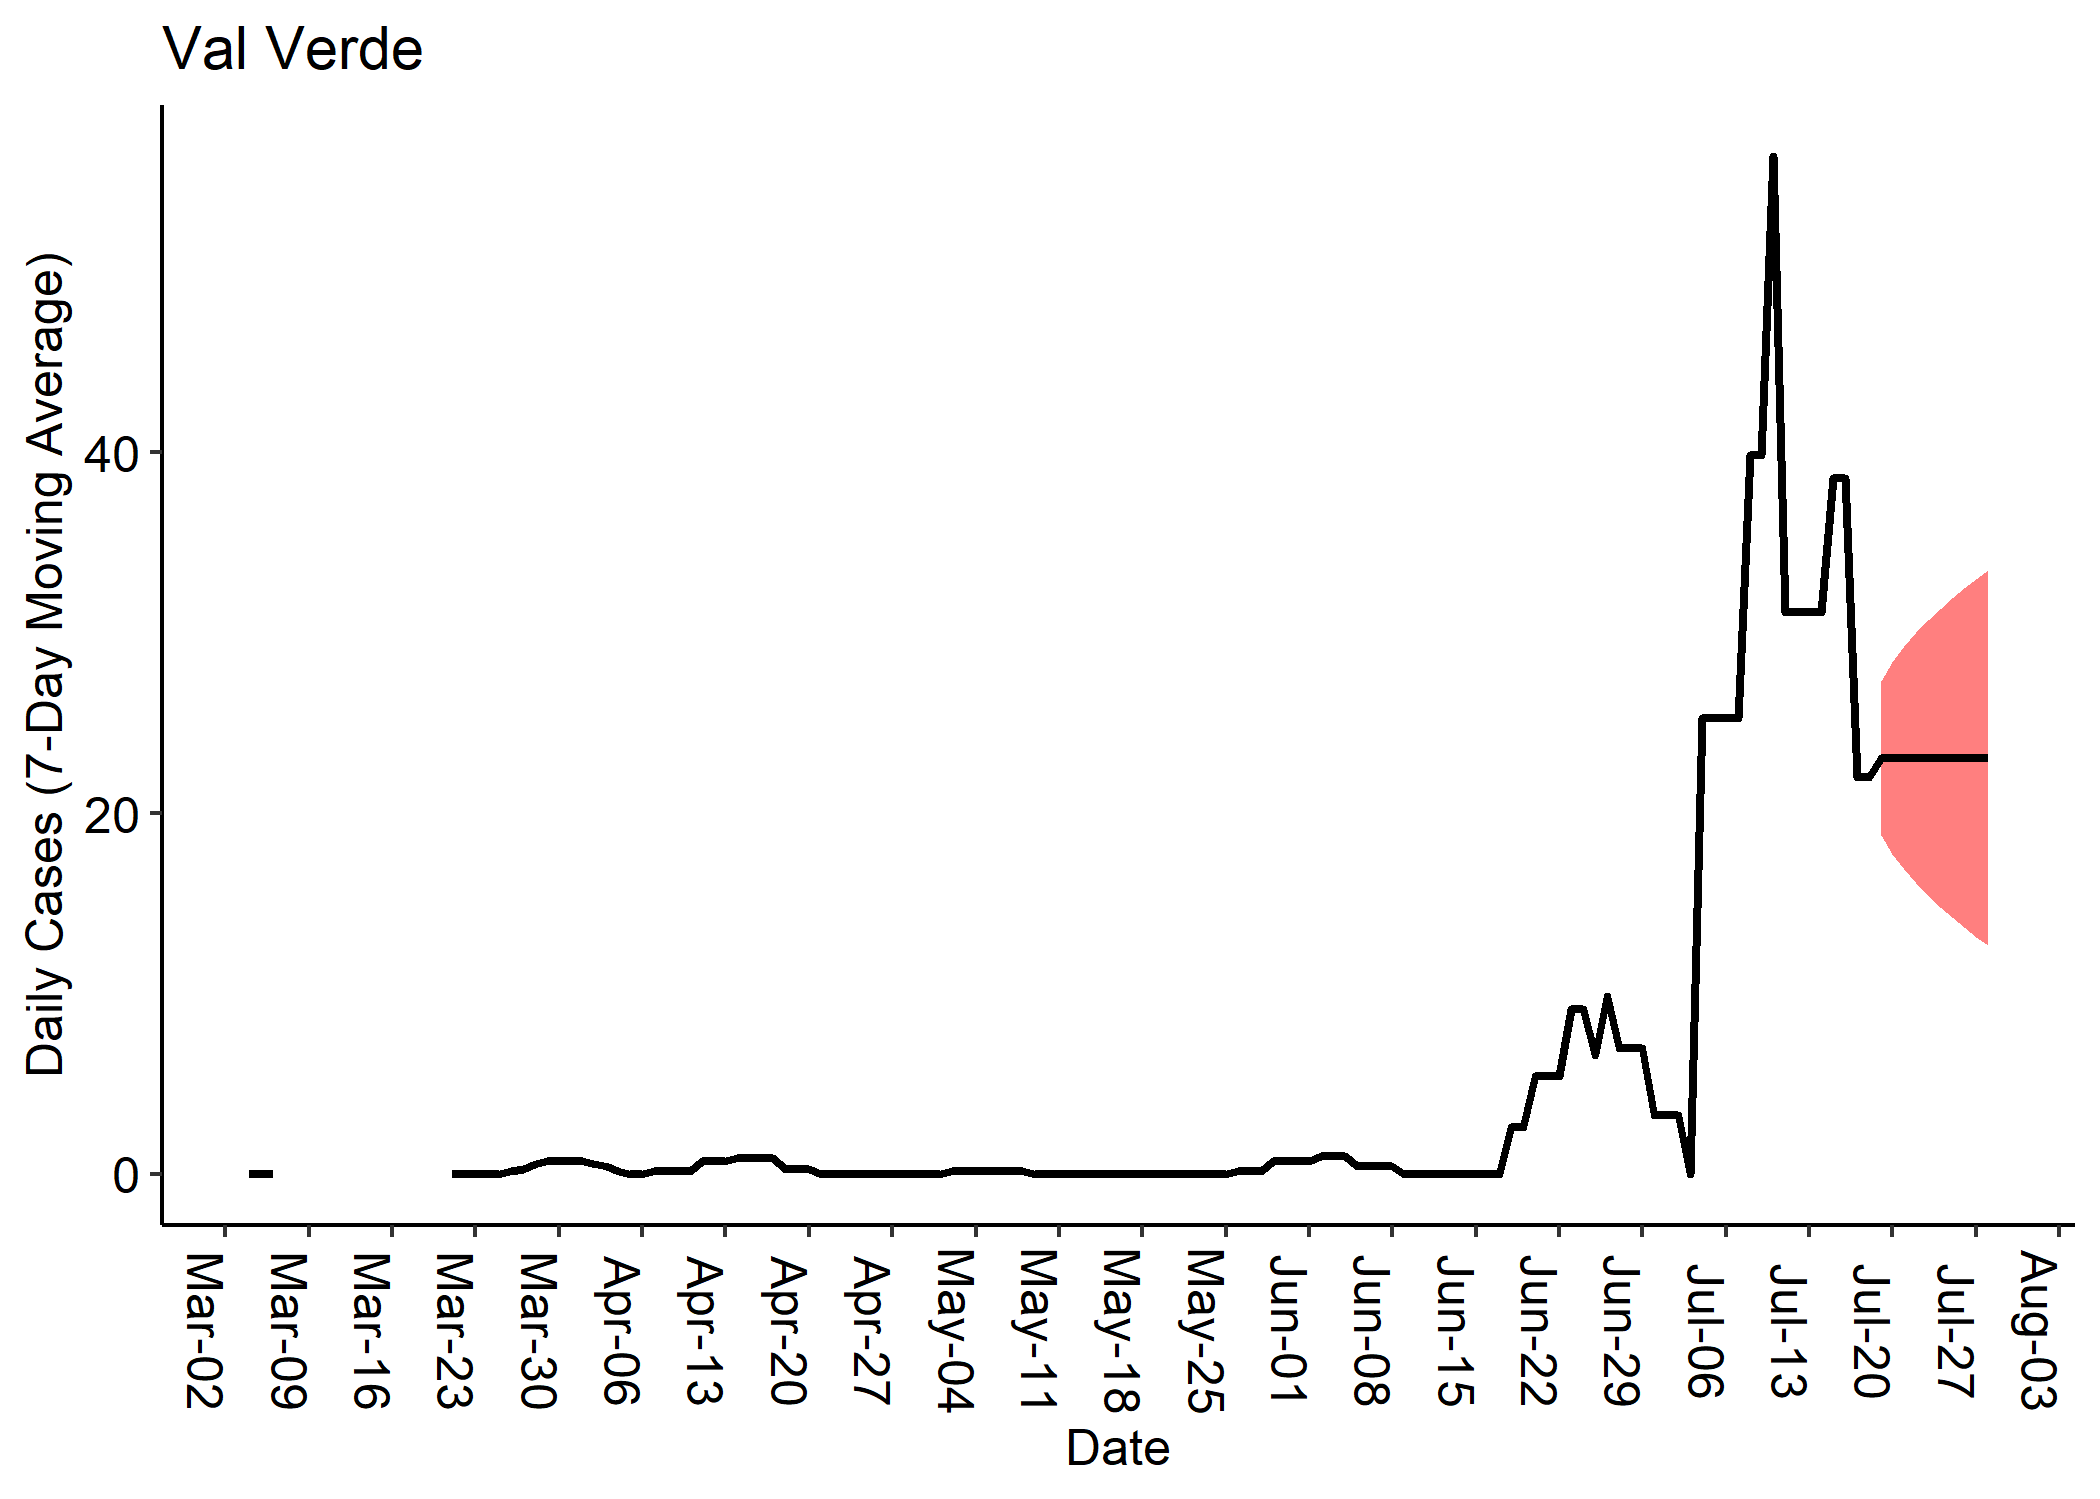 Val Verde
Daily Cases (7-Day Moving Average)
40
20
0
Mar-02
Mar-09
Mar-16
Mar-23
Mar-30
Apr-06
Apr-13
Apr-20
Apr-27
May-04
May-11
May-18
May-25
Jun-01
Jun-08
Jun-15
Jun-22
Jun-29
Jul-06
Jul-13
Jul-20
Jul-27
Aug-03
Date